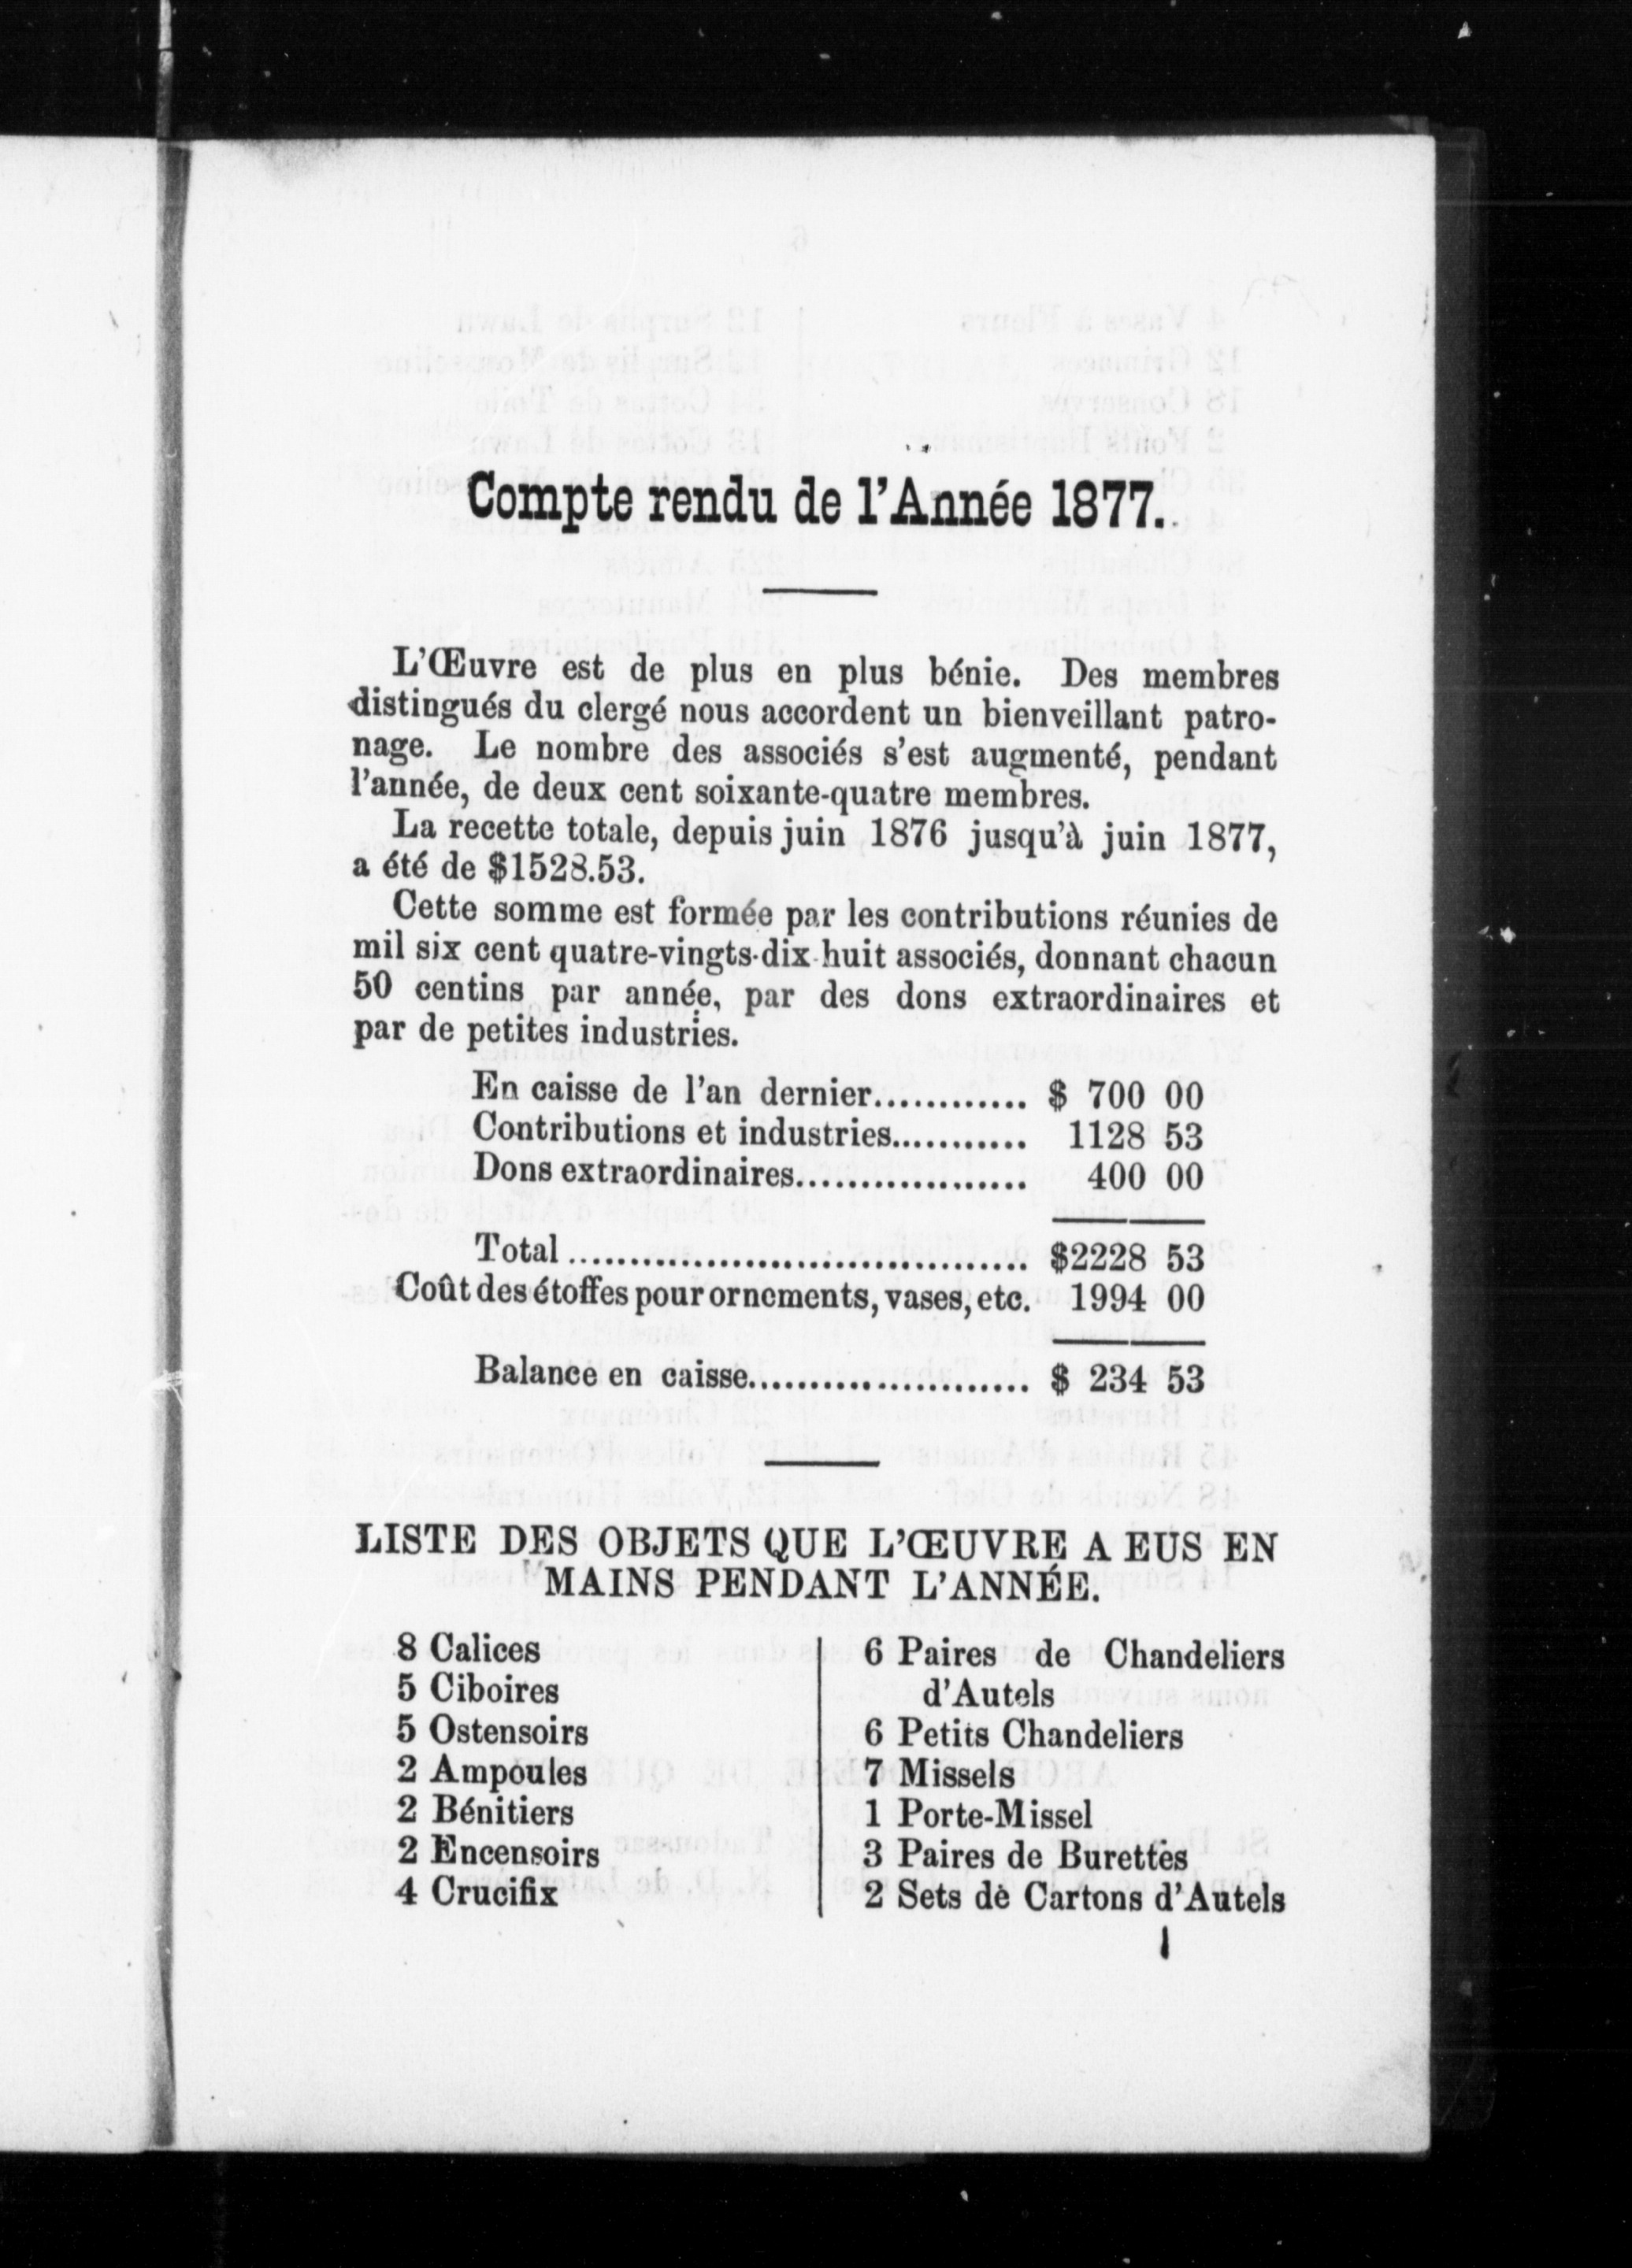 Compte rendu de l'Année 1877.
L'Œuvre est de plus en plus bénie. Des membres
distingués du clergé nous accordent un bienveillant patro-
nage. Le nombre des associés s'est augmenté, pendant
l'année, de deux cent soixante-quatre membres.
La recette totale, depuis juin 1876 jusqu'à juin 1877,
a été de $1528.53.
Cette somme est formée par les contributions réunies de
mil six cent quatre-vingts-dix-huit associés, donnant chacun
50 centins par année, par des dons extraordinaires et
par de petites industries.
En caisse de l'an dernier............ $ 700 00
Contributions et industries........... 1128 53
Dons extraordinaires.................. 400 00
Total.................................... $2228 53
Coût des étoffes pour ornements, vases, etc. 1994 00
Balance en caisse...................... $ 234 53
LISTE DES OBJETS QUE L'ŒUVRE A EUS EN
MAINS PENDANT L'ANNÉE.
8 Calices
5 Ciboires
5 Ostensoirs
2 Ampoules
2 Bénitiers
2 Encensoirs
4 Crucifix
6 Paires de Chandeliers
d'Autels
6 Petits Chandeliers
7 Missels
1 Porte-Missel
3 Paires de Burettes
2 Sets de Cartons d'Autels